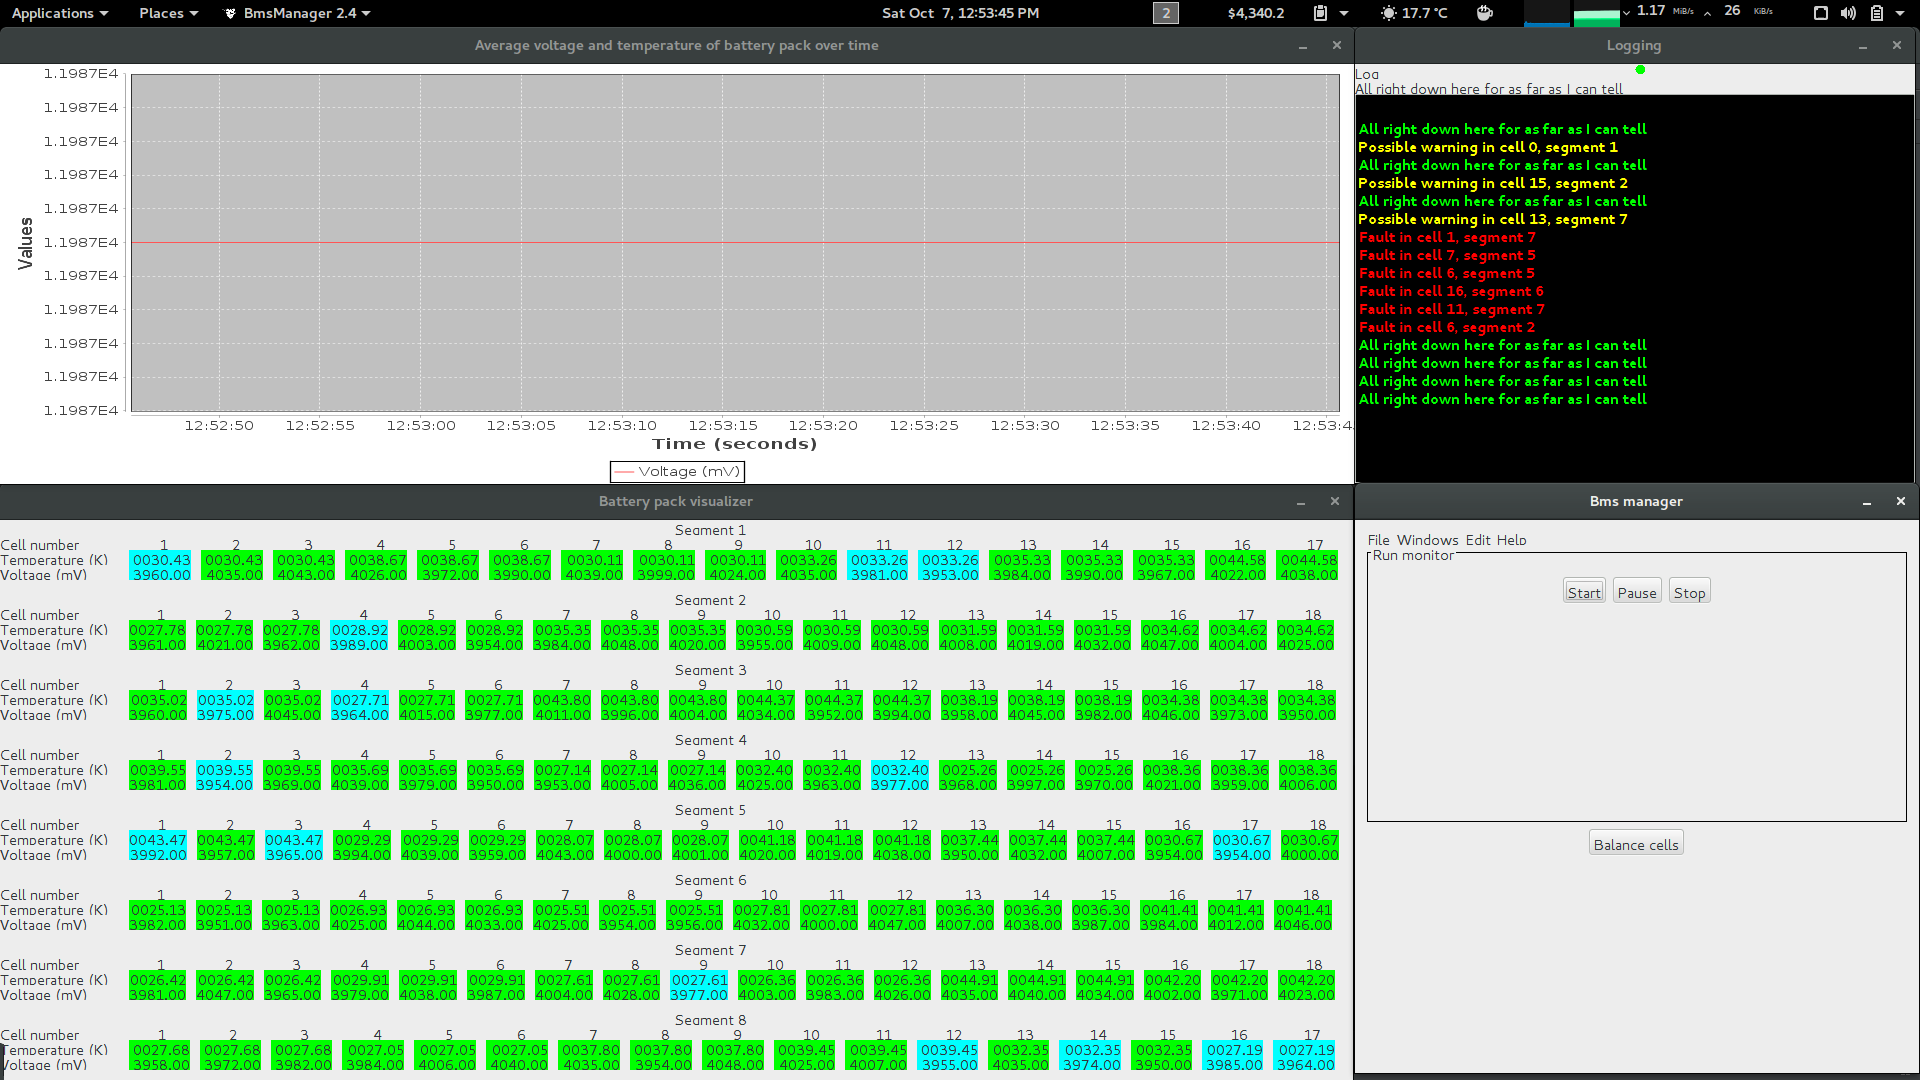 Applications Places BmsManager 2.4 Sat Oct 7, 12:53:45 PM 2 $4,340.2 17.7 °C 1.17 MiB/s 26 KiB/s
Average voltage and temperature of battery pack over time
1.1987E4
1.1987E4
1.1987E4
1.1987E4
1.1987E4
1.1987E4
1.1987E4
1.1987E4
1.1987E4
1.1987E4
1.1987E4
Values
12:52:50 12:52:55 12:53:00 12:53:05 12:53:10 12:53:15 12:53:20 12:53:25 12:53:30 12:53:35 12:53:40 12:53:4
Time (seconds)
Voltage (mV)
Logging
Log
All right down here for as far as I can tell
All right down here for as far as I can tell
Possible warning in cell 0, segment 1
All right down here for as far as I can tell
Possible warning in cell 15, segment 2
All right down here for as far as I can tell
Possible warning in cell 13, segment 7
Fault in cell 1, segment 7
Fault in cell 7, segment 5
Fault in cell 6, segment 5
Fault in cell 16, segment 6
Fault in cell 11, segment 7
Fault in cell 6, segment 2
All right down here for as far as I can tell
All right down here for as far as I can tell
All right down here for as far as I can tell
All right down here for as far as I can tell
Battery pack visualizer
Segment 1
Cell number 1 2 3 4 5 6 7 8 9 10 11 12 13 14 15 16 17
Temperature (K) 0030.43 0030.43 0030.43 0038.67 0038.67 0038.67 0030.11 0030.11 0030.11 0033.26 0033.26 0033.26 0035.33 0035.33 0035.33 0044.58 0044.58
Voltage (mV) 3960.00 4035.00 4043.00 4026.00 3972.00 3990.00 4039.00 3999.00 4024.00 4035.00 3981.00 3953.00 3984.00 3990.00 3967.00 4022.00 4038.00
Segment 2
Cell number 1 2 3 4 5 6 7 8 9 10 11 12 13 14 15 16 17 18
Temperature (K) 0027.78 0027.78 0027.78 0028.92 0028.92 0028.92 0035.35 0035.35 0035.35 0030.59 0030.59 0030.59 0031.59 0031.59 0031.59 0034.62 0034.62 0034.62
Voltage (mV) 3961.00 4021.00 3962.00 3989.00 4003.00 3954.00 3984.00 4048.00 4020.00 3955.00 4009.00 4048.00 4008.00 4019.00 4032.00 4047.00 4004.00 4025.00
Segment 3
Cell number 1 2 3 4 5 6 7 8 9 10 11 12 13 14 15 16 17 18
Temperature (K) 0035.02 0035.02 0035.02 0027.71 0027.71 0027.71 0043.80 0043.80 0043.80 0044.37 0044.37 0044.37 0038.19 0038.19 0038.19 0034.38 0034.38 0034.38
Voltage (mV) 3960.00 3975.00 4045.00 3964.00 4015.00 3977.00 4011.00 3996.00 4004.00 4034.00 3952.00 3994.00 3958.00 4045.00 3982.00 4046.00 3973.00 3950.00
Segment 4
Cell number 1 2 3 4 5 6 7 8 9 10 11 12 13 14 15 16 17 18
Temperature (K) 0039.55 0039.55 0039.55 0035.69 0035.69 0035.69 0027.14 0027.14 0027.14 0032.40 0032.40 0032.40 0025.26 0025.26 0025.26 0038.36 0038.36 0038.36
Voltage (mV) 3981.00 3954.00 3969.00 4039.00 3979.00 3950.00 3953.00 4005.00 4036.00 4025.00 3963.00 3977.00 3968.00 3997.00 3970.00 4021.00 3959.00 4006.00
Segment 5
Cell number 1 2 3 4 5 6 7 8 9 10 11 12 13 14 15 16 17 18
Temperature (K) 0043.47 0043.47 0043.47 0029.29 0029.29 0029.29 0028.07 0028.07 0028.07 0041.18 0041.18 0041.18 0037.44 0037.44 0037.44 0030.67 0030.67 0030.67
Voltage (mV) 3992.00 3957.00 3965.00 3994.00 4039.00 3959.00 4043.00 4000.00 4001.00 4020.00 4019.00 4038.00 3950.00 4032.00 4007.00 3954.00 3954.00 4000.00
Segment 6
Cell number 1 2 3 4 5 6 7 8 9 10 11 12 13 14 15 16 17 18
Temperature (K) 0025.13 0025.13 0025.13 0026.93 0026.93 0026.93 0025.51 0025.51 0025.51 0027.81 0027.81 0027.81 0036.30 0036.30 0036.30 0041.41 0041.41 0041.41
Voltage (mV) 3982.00 3951.00 3963.00 4025.00 4044.00 4033.00 4025.00 3954.00 3956.00 4032.00 4000.00 4047.00 4007.00 4038.00 3987.00 3984.00 4012.00 4046.00
Segment 7
Cell number 1 2 3 4 5 6 7 8 9 10 11 12 13 14 15 16 17 18
Temperature (K) 0026.42 0026.42 0026.42 0029.91 0029.91 0029.91 0027.61 0027.61 0027.61 0026.36 0026.36 0026.36 0044.91 0044.91 0044.91 0042.20 0042.20 0042.20
Voltage (mV) 3981.00 4047.00 3965.00 3979.00 4038.00 3987.00 4004.00 4028.00 3977.00 4003.00 3983.00 4026.00 4035.00 4040.00 4034.00 4002.00 3971.00 4023.00
Segment 8
Cell number 1 2 3 4 5 6 7 8 9 10 11 12 13 14 15 16 17
Temperature (K) 0027.68 0027.68 0027.68 0027.05 0027.05 0027.05 0037.80 0037.80 0037.80 0039.45 0039.45 0039.45 0032.35 0032.35 0032.35 0027.19 0027.19
Voltage (mV) 3958.00 3972.00 3982.00 3984.00 4006.00 4040.00 4035.00 3954.00 4048.00 4025.00 4007.00 3955.00 4035.00 3974.00 3950.00 3985.00 3964.00
Bms manager
File Windows Edit Help
Run monitor
Start Pause Stop
Balance cells